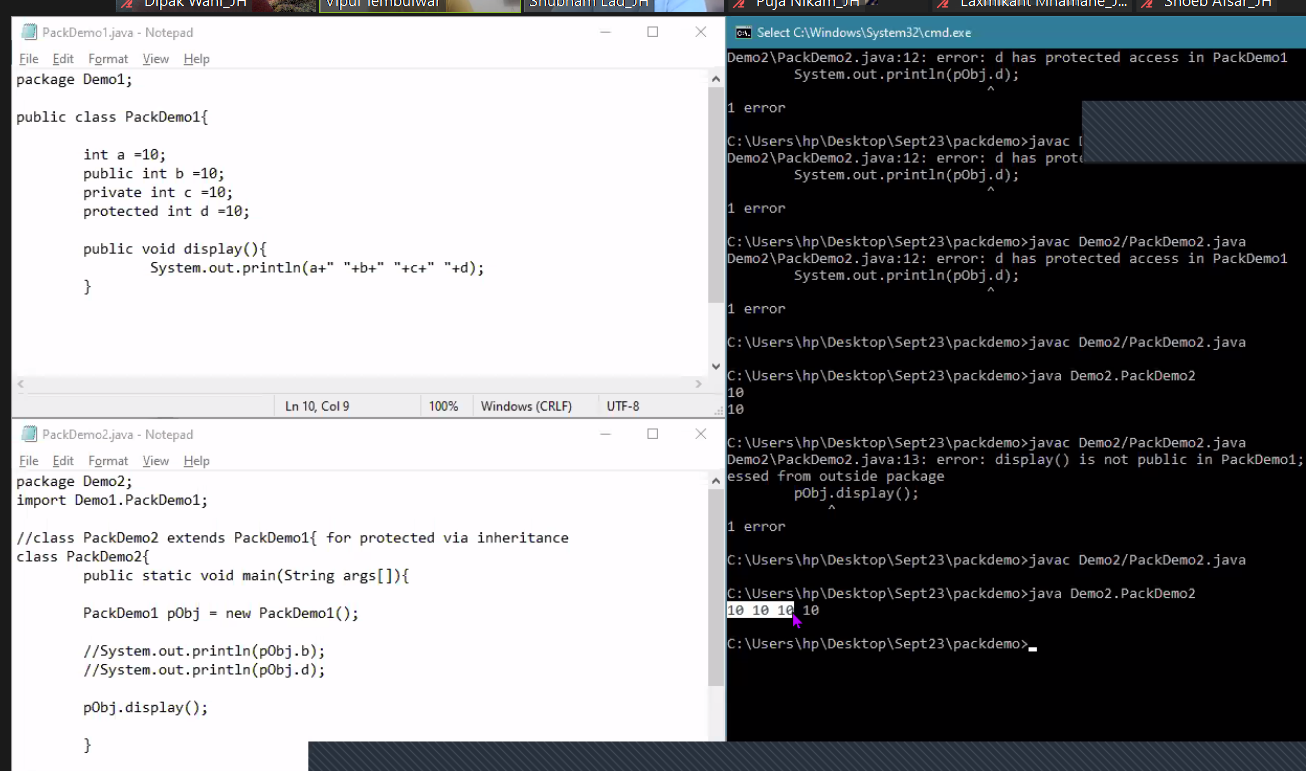 Dipak Wani_JH
Vipul Tembulwar
Shubham Lad_JH
Puja Nikam_JH
Laxmikant Mhamane_J...
Shoeb Afsar_JH
PackDemo1.java - Notepad
File Edit Format View Help
package Demo1;
public class PackDemo1{
int a =10;
public int b =10;
private int c =10;
protected int d =10;
public void display(){
System.out.println(a+" "+b+" "+c+" "+d);
}
Ln 10, Col 9 100% Windows (CRLF) UTF-8
PackDemo2.java - Notepad
File Edit Format View Help
package Demo2;
import Demo1.PackDemo1;
//class PackDemo2 extends PackDemo1{ for protected via inheritance
class PackDemo2{
public static void main(String args[]){
PackDemo1 pObj = new PackDemo1();
//System.out.println(pObj.b);
//System.out.println(pObj.d);
pObj.display();
}
Select C:\Windows\System32\cmd.exe
Demo2\PackDemo2.java:12: error: d has protected access in PackDemo1
System.out.println(pObj.d);
^
1 error
C:\Users\hp\Desktop\Sept23\packdemo>javac
Demo2\PackDemo2.java:12: error: d has
System.out.println(pObj.d);
^
1 error
C:\Users\hp\Desktop\Sept23\packdemo>javac Demo2/PackDemo2.java
Demo2\PackDemo2.java:12: error: d has protected access in PackDemo1
System.out.println(pObj.d);
^
1 error
C:\Users\hp\Desktop\Sept23\packdemo>javac Demo2/PackDemo2.java
C:\Users\hp\Desktop\Sept23\packdemo>java Demo2.PackDemo2
10
10
C:\Users\hp\Desktop\Sept23\packdemo>javac Demo2/PackDemo2.java
Demo2\PackDemo2.java:13: error: display() is not public in PackDemo1;
essed from outside package
pObj.display();
^
1 error
C:\Users\hp\Desktop\Sept23\packdemo>javac Demo2/PackDemo2.java
C:\Users\hp\Desktop\Sept23\packdemo>java Demo2.PackDemo2
10 10 10 10
C:\Users\hp\Desktop\Sept23\packdemo>